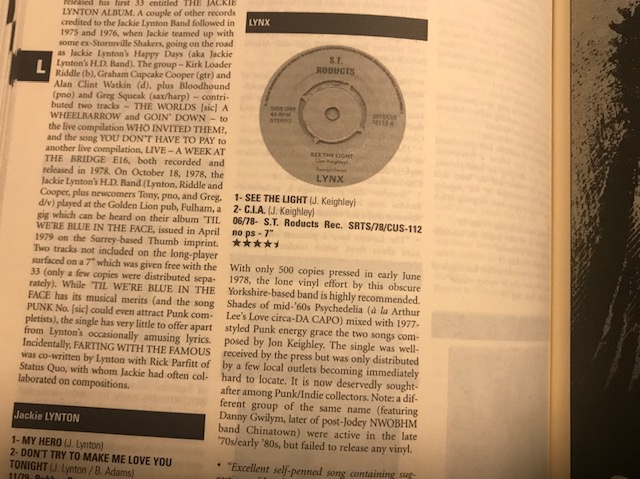 released his first 33 entitled THE JACKIE
LYNTON ALBUM. A couple of other records
credited to the Jackie Lynton Band followed in
1975 and 1976, when Jackie teamed up with
some ex-Stormville Shakers, going on the road
as Jackie Lynton's Happy Days (aka Jackie
Lynton's H.D. Band). The group – Kirk Loader
Riddle (b), Graham Cupcake Cooper (gtr) and
Alan Clint Watkin (d), plus Bloodhound
(pno) and Greg Squeak (sax/harp) – contri-
buted two tracks – THE WORLDS [sic] A
WHEELBARROW and GOIN' DOWN – to
the live compilation WHO INVITED THEM?,
and the song YOU DON'T HAVE TO PAY to
another live compilation, LIVE – A WEEK AT
THE BRIDGE E16, both recorded and
released in 1978. On October 18, 1978, the
Jackie Lynton's H.D. Band (Lynton, Riddle and
Cooper, plus newcomers Tony, pno, and Greg,
d/v) played at the Golden Lion pub, Fulham, a
gig which can be heard on their album 'TIL
WE'RE BLUE IN THE FACE, issued in April
1979 on the Surrey-based Thumb imprint.
Two tracks not included on the long-player
surfaced on a 7" which was given free with the
33 (only a few copies were distributed sepa-
rately). While 'TIL WE'RE BLUE IN THE
FACE has its musical merits (and the song
PUNK No. [sic] could even attract Punk com-
pletists), the single has very little to offer apart
from Lynton's occasionally amusing lyrics.
Incidentally, FARTING WITH THE FAMOUS
was co-written by Lynton with Rick Parfitt of
Status Quo, with whom Jackie had often col-
laborated on compositions.
L
Jackie LYNTON
1- MY HERO (J. Lynton)
2- DON'T TRY TO MAKE ME LOVE YOU
TONIGHT (J. Lynton / B. Adams)
LYNX
S.T.
RODUCTS
SIDE ONE
45 RPM
STEREO
SRTS/CUS
SEE THE LIGHT
(Jon Keighley)
LYNX
1- SEE THE LIGHT (J. Keighley)
2- C.I.A. (J. Keighley)
06/78- S.T. Roducts Rec. SRTS/78/CUS-112
no ps - 7"
With only 500 copies pressed in early June
1978, the lone vinyl effort by this obscure
Yorkshire-based band is highly recommended.
Shades of mid-'60s Psychedelia (à la Arthur
Lee's Love circa-DA CAPO) mixed with 1977-
styled Punk energy grace the two songs com-
posed by Jon Keighley. The single was well-
received by the press but was only distributed
by a few local outlets becoming immediately
hard to locate. It is now deservedly sought-
after among Punk/Indie collectors. Note: a dif-
ferent group of the same name (featuring
Danny Gwilym, later of post-Jodey NWOBHM
band Chinatown) were active in the late
'70s/early '80s, but failed to release any vinyl.
• "Excellent self-penned song containing sug-